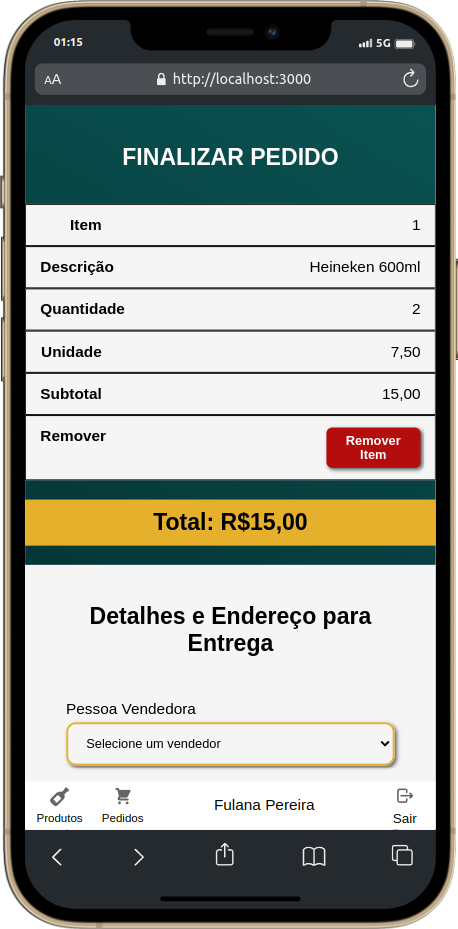 01:15
5G
AA
http://localhost:3000
FINALIZAR PEDIDO
Item 1
Descrição Heineken 600ml
Quantidade 2
Unidade 7,50
Subtotal 15,00
Remover
Remover
Item
Total: R$15,00
Detalhes e Endereço para
Entrega
Pessoa Vendedora
Selecione um vendedor
Produtos
Pedidos
Fulana Pereira
Sair